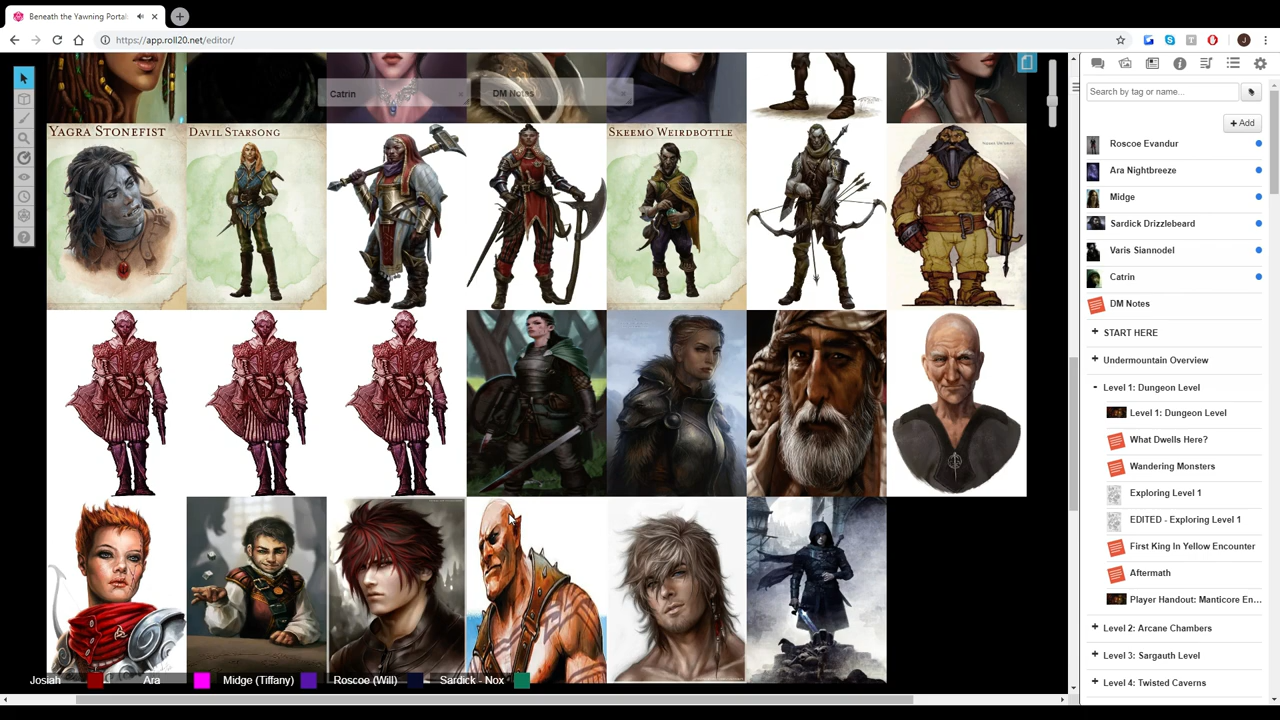 Beneath the Yawning Porta
https://app.roll20.net/editor/
J
Catrin
DM Notes
YAGRA STONEFIST
DAVIL STARSONG
SKEEMO WEIRDBOTTLE
Josiah
Ara
Midge (Tiffany)
Roscoe (Will)
Sardick - Nox
Search by tag or name...
+ Add
Roscoe Evandur
Ara Nightbreeze
Midge
Sardick Drizzlebeard
Varis Siannodel
Catrin
DM Notes
+ START HERE
+ Undermountain Overview
- Level 1: Dungeon Level
Level 1: Dungeon Level
What Dwells Here?
Wandering Monsters
Exploring Level 1
EDITED - Exploring Level 1
First King In Yellow Encounter
Aftermath
Player Handout: Manticore En...
+ Level 2: Arcane Chambers
+ Level 3: Sargauth Level
+ Level 4: Twisted Caverns